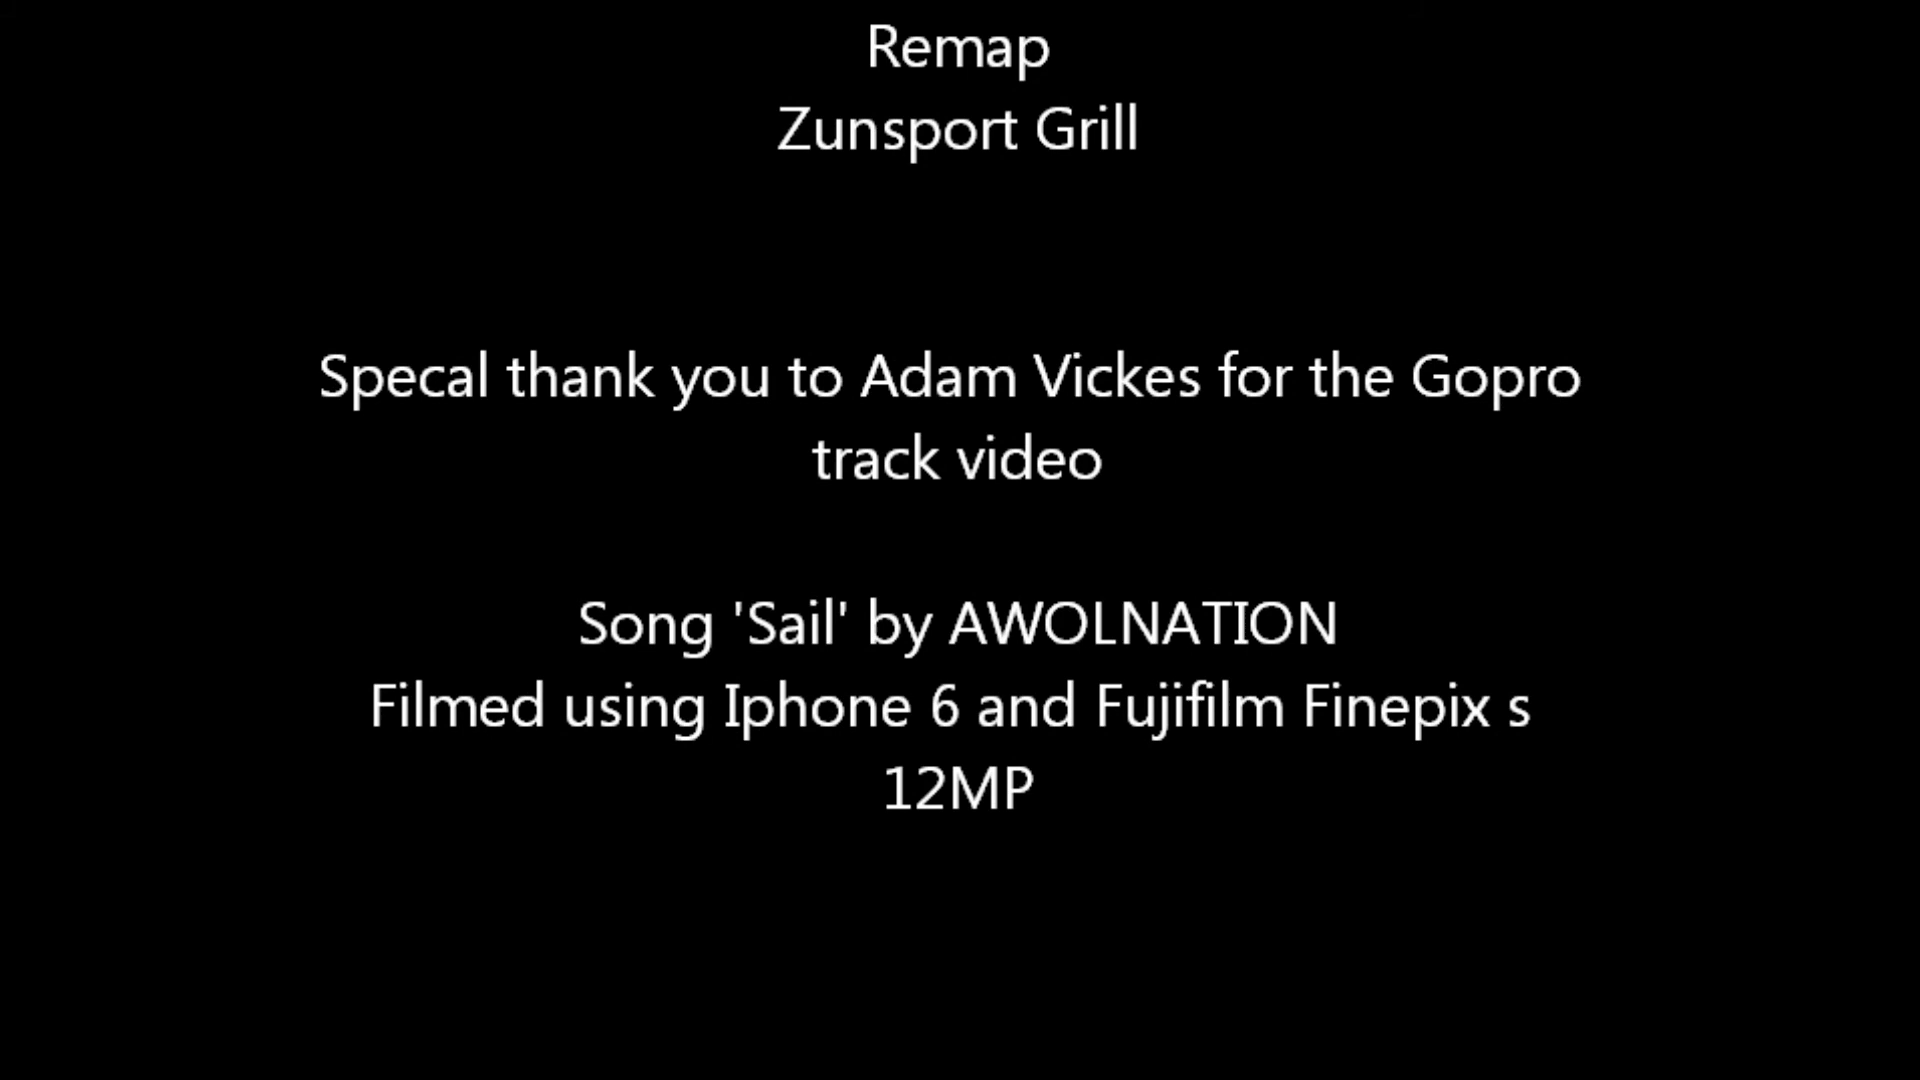 Remap
Zunsport Grill
Specal thank you to Adam Vickes for the Gopro
track video
Song 'Sail' by AWOLNATION
Filmed using Iphone 6 and Fujifilm Finepix s
12MP